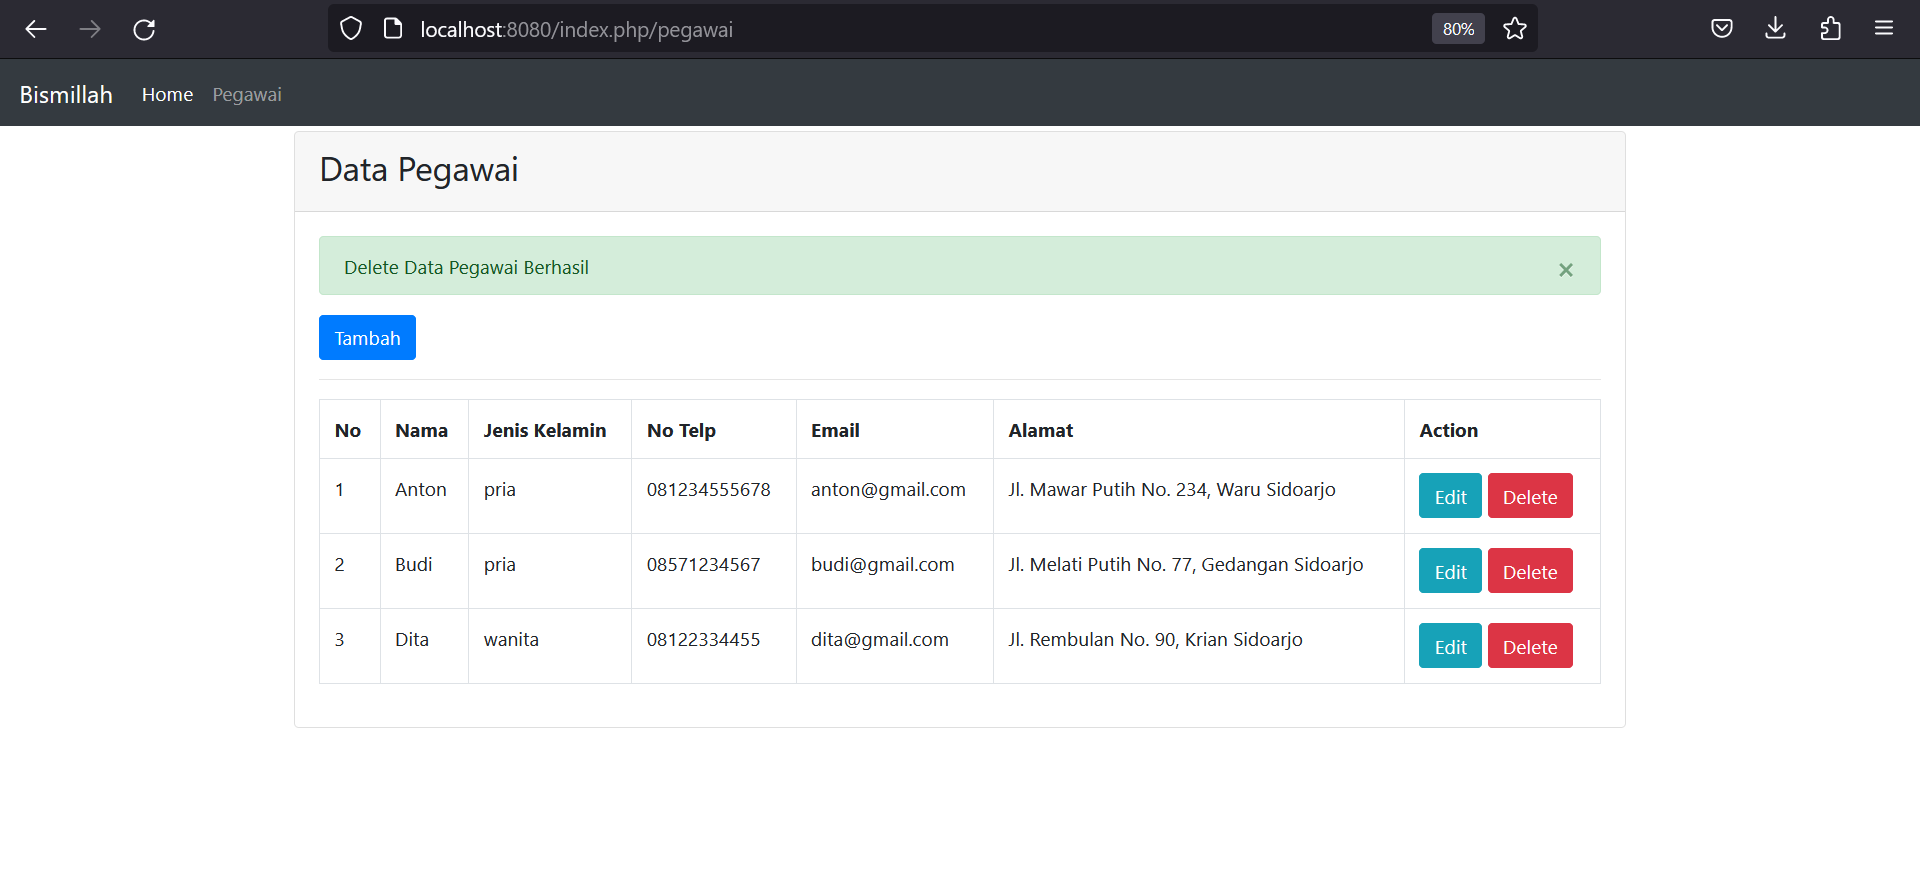 localhost:8080/index.php/pegawai 80%
Bismillah Home Pegawai
Data Pegawai
Delete Data Pegawai Berhasil ×
Tambah
No Nama Jenis Kelamin No Telp Email Alamat Action
1 Anton pria 081234555678 anton@gmail.com Jl. Mawar Putih No. 234, Waru Sidoarjo Edit Delete
2 Budi pria 08571234567 budi@gmail.com Jl. Melati Putih No. 77, Gedangan Sidoarjo Edit Delete
3 Dita wanita 08122334455 dita@gmail.com Jl. Rembulan No. 90, Krian Sidoarjo Edit Delete